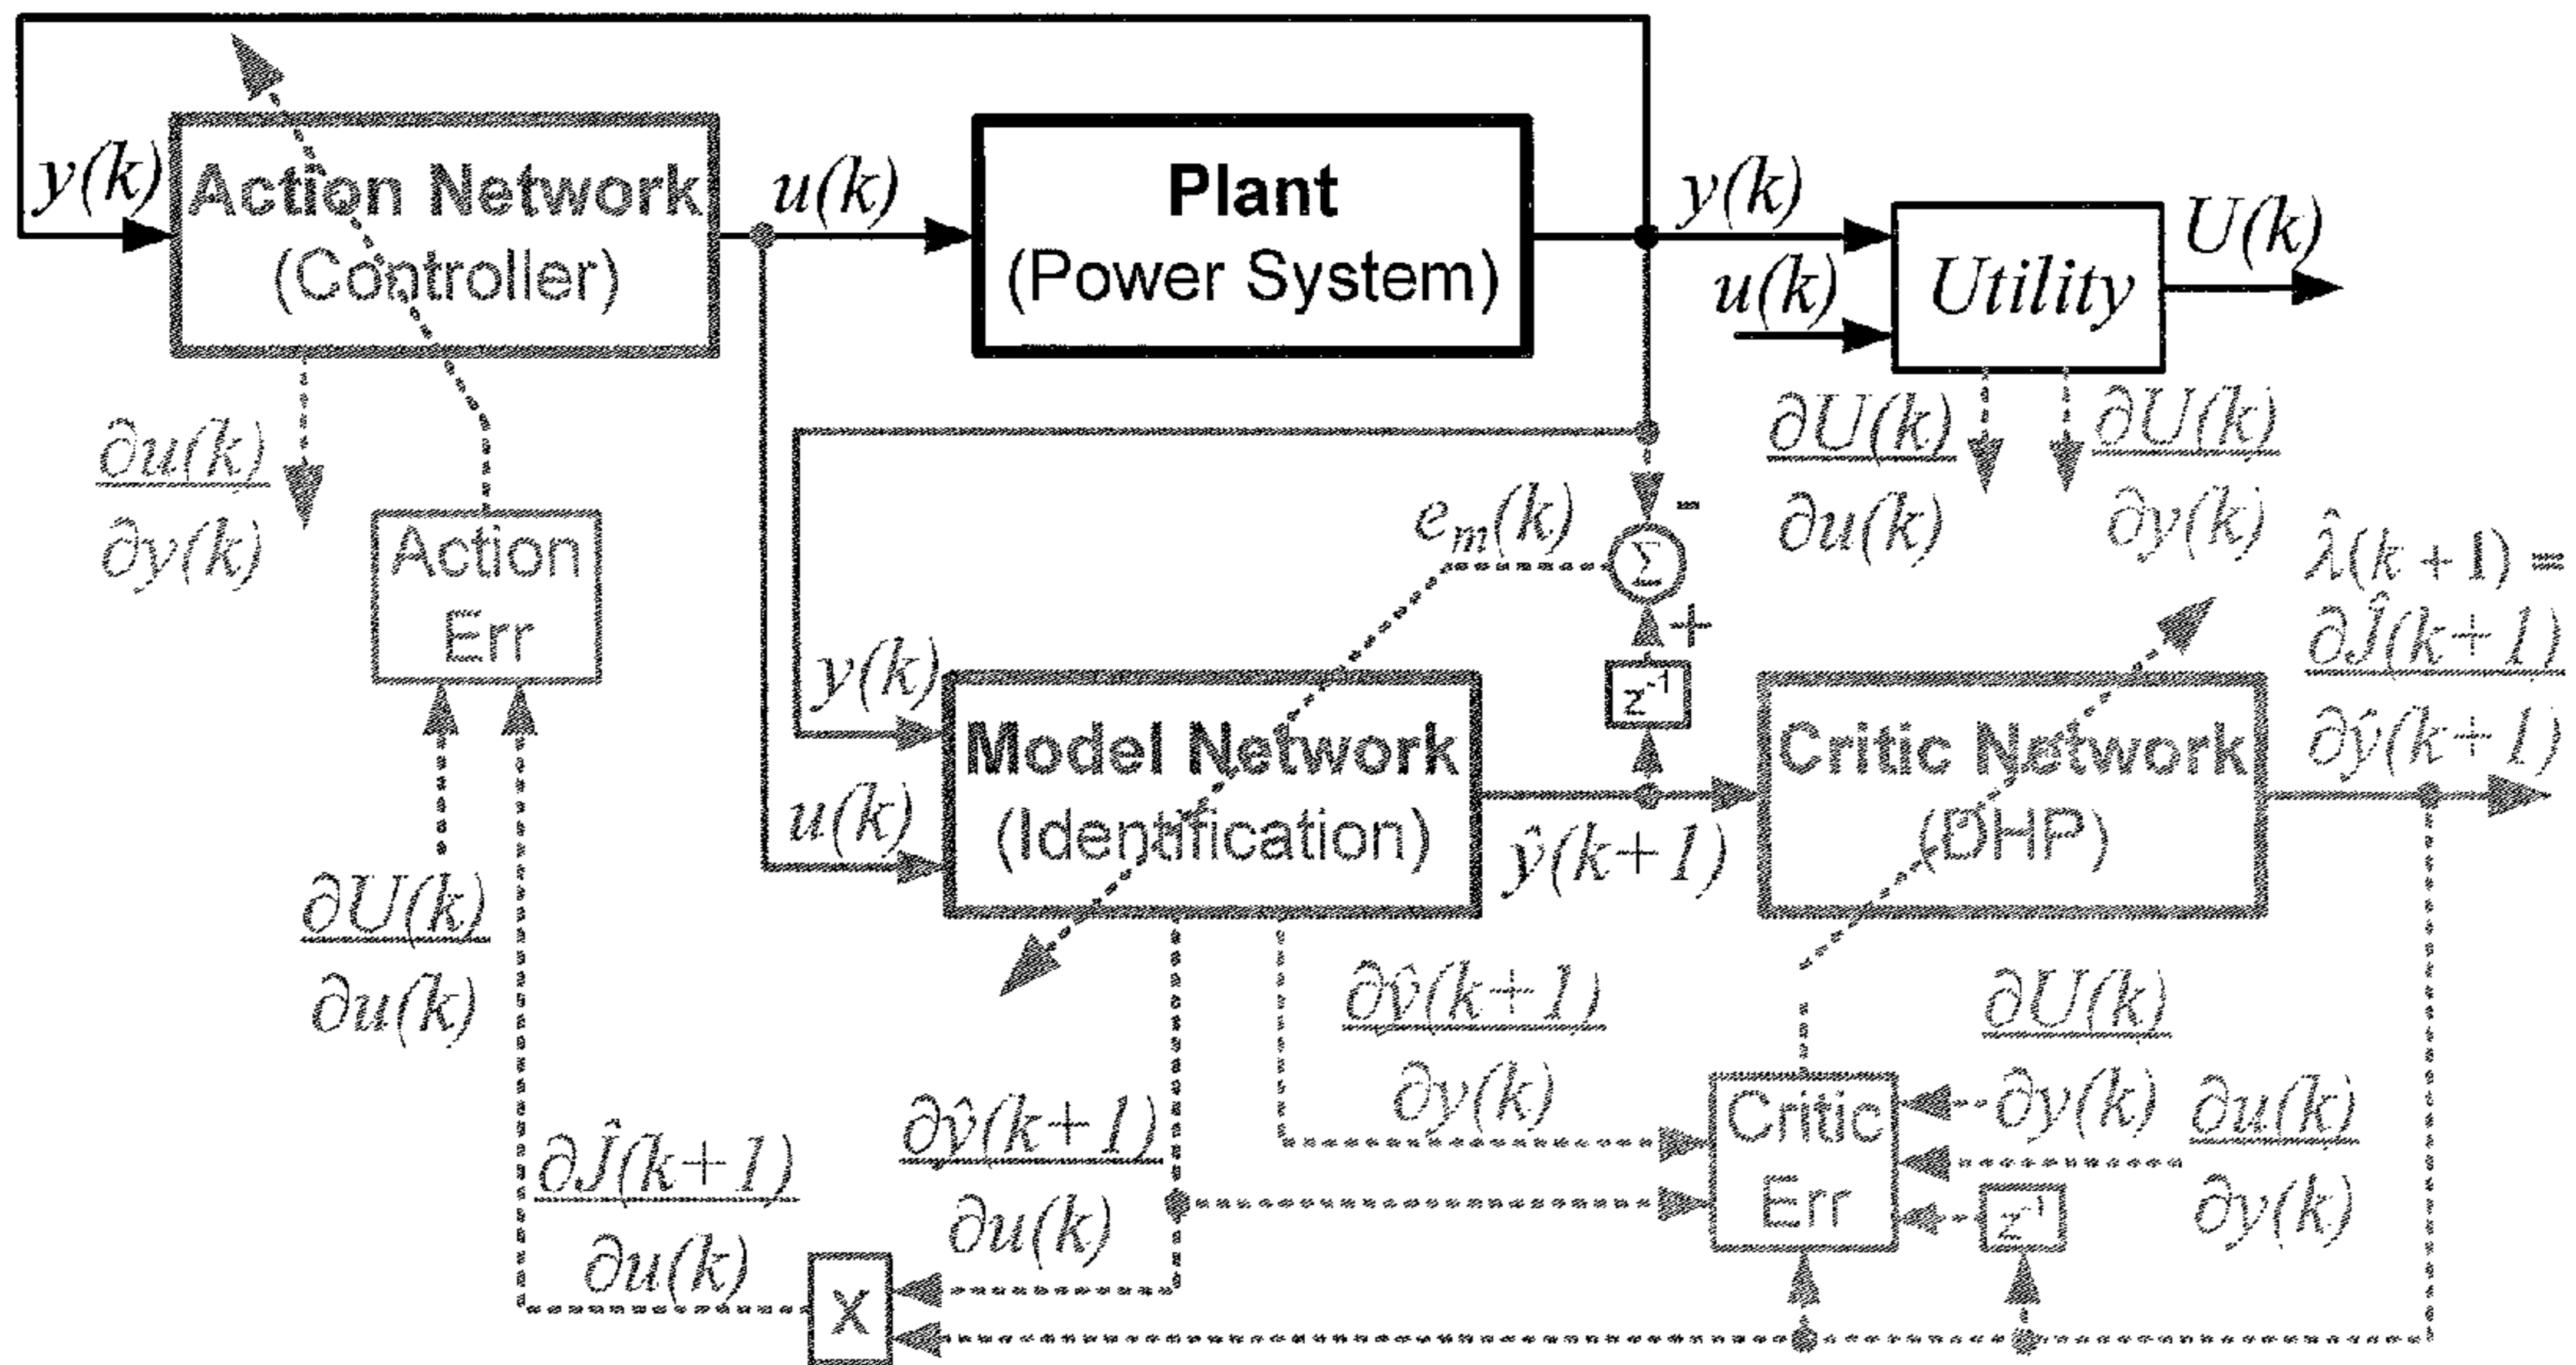 y(k)
Action Network
(Controller)
u(k)
Plant
(Power System)
y(k)
u(k)
Utility
U(k)
∂u(k)
∂y(k)
Action
Err
∂U(k)
∂u(k)
∂U(k)
∂y(k)
e_m(k)
-
Σ
+
z⁻¹
λ̂(k + 1) =
∂Ĵ(k+1)
∂ŷ(k+1)
y(k)
u(k)
Model Network
(Identification)
ŷ(k+1)
Critic Network
(DHP)
∂U(k)
∂u(k)
∂ŷ(k+1)
∂y(k)
∂ŷ(k+1)
∂u(k)
∂U(k)
∂y(k)
∂u(k)
∂y(k)
Critic
Err
z⁻¹
∂Ĵ(k+1)
∂u(k)
X